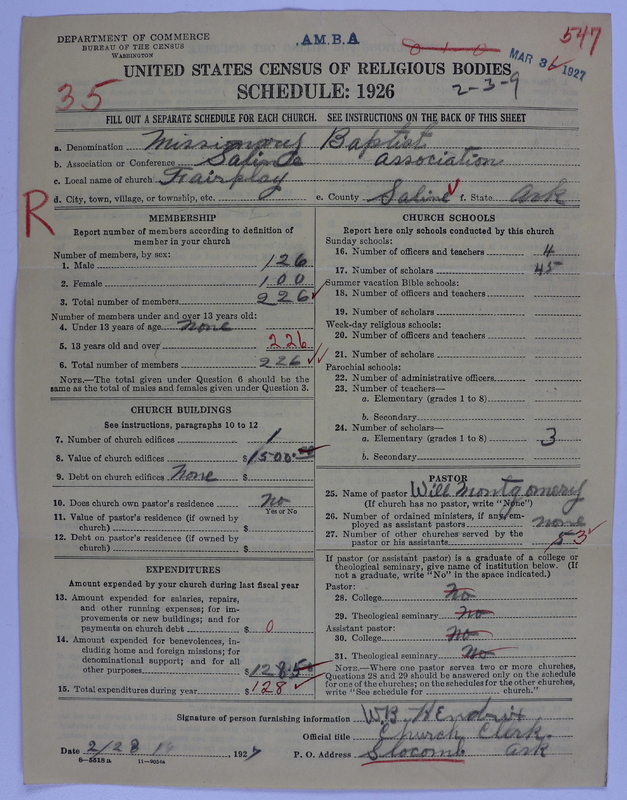 DEPARTMENT OF COMMERCE
BUREAU OF THE CENSUS
WASHINGTON
.A.M.B.A
547
MAR 3 1927
UNITED STATES CENSUS OF RELIGIOUS BODIES
SCHEDULE: 1926
2-3-9
35
FILL OUT A SEPARATE SCHEDULE FOR EACH CHURCH. SEE INSTRUCTIONS ON THE BACK OF THIS SHEET
a. Denomination Missionary Baptist
b. Association or Conference Saline association
c. Local name of church Fairplay
d. City, town, village, or township, etc. e. County Saline f. State Ark
R
MEMBERSHIP
Report number of members according to definition of
member in your church
Number of members, by sex:
1. Male 126
2. Female 100
3. Total number of members 226
Number of members under and over 13 years old:
4. Under 13 years of age none
5. 13 years old and over 226
6. Total number of members 226
NOTE.—The total given under Question 6 should be
same as the total of males and females given under Question 3.
CHURCH BUILDINGS
See instructions, paragraphs 10 to 12
7. Number of church edifices 1
8. Value of church edifices $1500.00
9. Debt on church edifices None $
10. Does church own pastor's residence No
Yes or No
11. Value of pastor's residence (if owned by
church) $
12. Debt on pastor's residence (if owned by
church) $
EXPENDITURES
Amount expended by your church during last fiscal year
13. Amount expended for salaries, repairs,
and other running expenses; for im-
provements or new buildings; and for
payments on church debt $ 0
14. Amount expended for benevolences, in-
cluding home and foreign missions; for
denominational support; and for all
other purposes $128.50
15. Total expenditures during year $128
CHURCH SCHOOLS
Report here only schools conducted by this church
Sunday schools:
16. Number of officers and teachers 4
17. Number of scholars 45
Summer vacation Bible schools:
18. Number of officers and teachers
19. Number of scholars
Week-day religious schools:
20. Number of officers and teachers
21. Number of scholars
Parochial schools:
22. Number of administrative officers
23. Number of teachers—
a. Elementary (grades 1 to 8)
b. Secondary
24. Number of scholars—
a. Elementary (grades 1 to 8) 3
b. Secondary
PASTOR
25. Name of pastor Will Montgomery
(If church has no pastor, write "None")
26. Number of ordained ministers, if any, em-
ployed as assistant pastors none
27. Number of other churches served by the
pastor or his assistants 3
If pastor (or assistant pastor) is a graduate of a college or
theological seminary, give name of institution below. (If
not a graduate, write "No" in the space indicated.)
Pastor:
28. College No
29. Theological seminary No
Assistant pastor:
30. College No
31. Theological seminary No
NOTE.—Where one pastor serves two or more churches,
Questions 28 and 29 should be answered only on the schedule
for one of the churches; on the schedules for the other churches,
write "See schedule for church."
Signature of person furnishing information W.B. Hendrix
Official title Church Clerk.
Date 2/28 1927 P. O. Address Slocomb Ark
8-5518 a 11-9054a